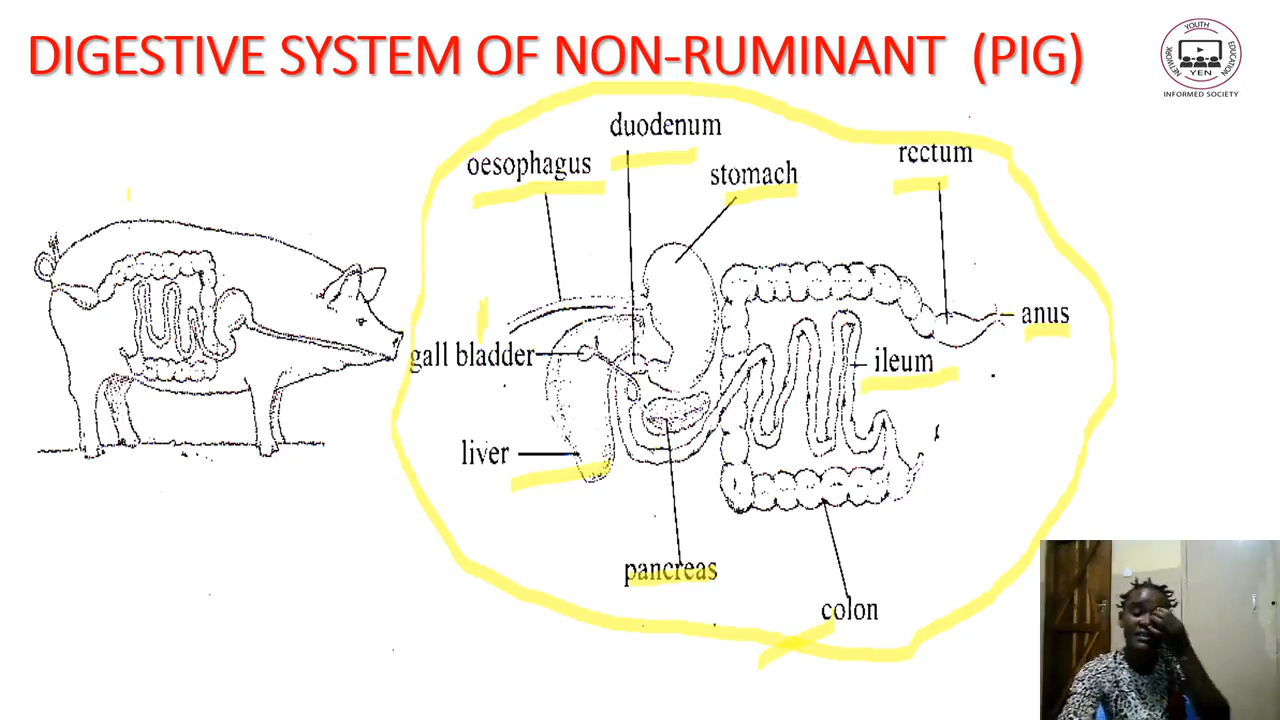 DIGESTIVE SYSTEM OF NON-RUMINANT (PIG)
YOUTH EDUCATION NETWORK
YEN
INFORMED SOCIETY
duodenum
oesophagus
stomach
rectum
anus
gall bladder
ileum
liver
pancreas
colon